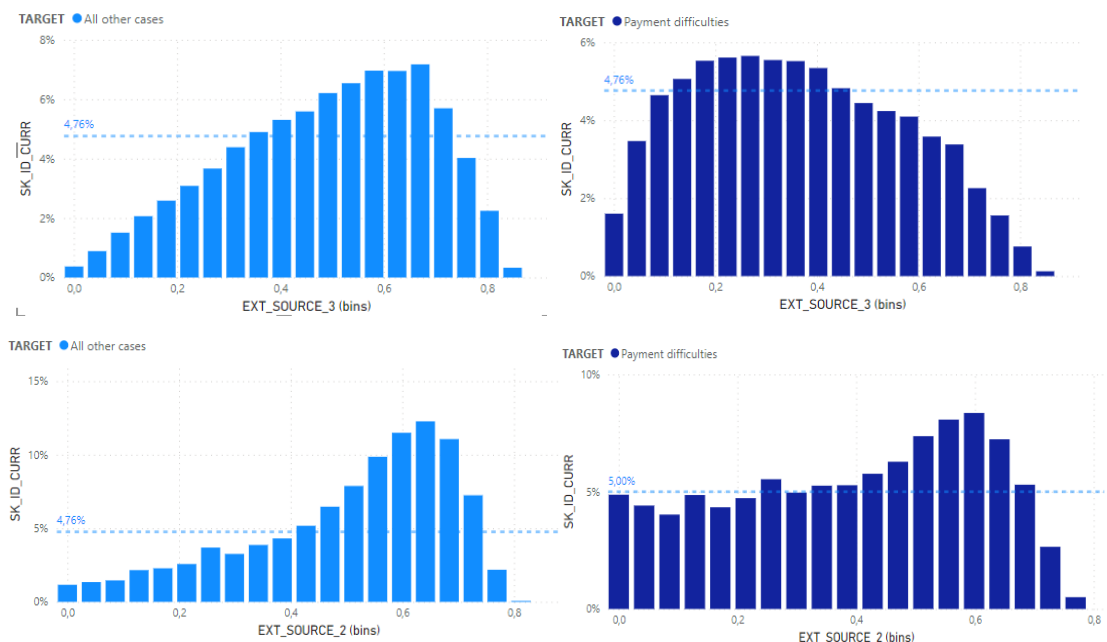 TARGET All other cases
8%
6%
4,76%
4%
2%
0%
SK_ID_CURR
0,0 0,2 0,4 0,6 0,8
EXT_SOURCE_3 (bins)
TARGET Payment difficulties
6%
4,76%
4%
2%
0%
SK_ID_CURR
0,0 0,2 0,4 0,6 0,8
EXT_SOURCE_3 (bins)
TARGET All other cases
15%
10%
5%
4,76%
0%
SK_ID_CURR
0,0 0,2 0,4 0,6 0,8
EXT_SOURCE_2 (bins)
TARGET Payment difficulties
10%
5,00%
5%
0%
SK_ID_CURR
0,0 0,2 0,4 0,6 0,8
EXT_SOURCE_2 (bins)